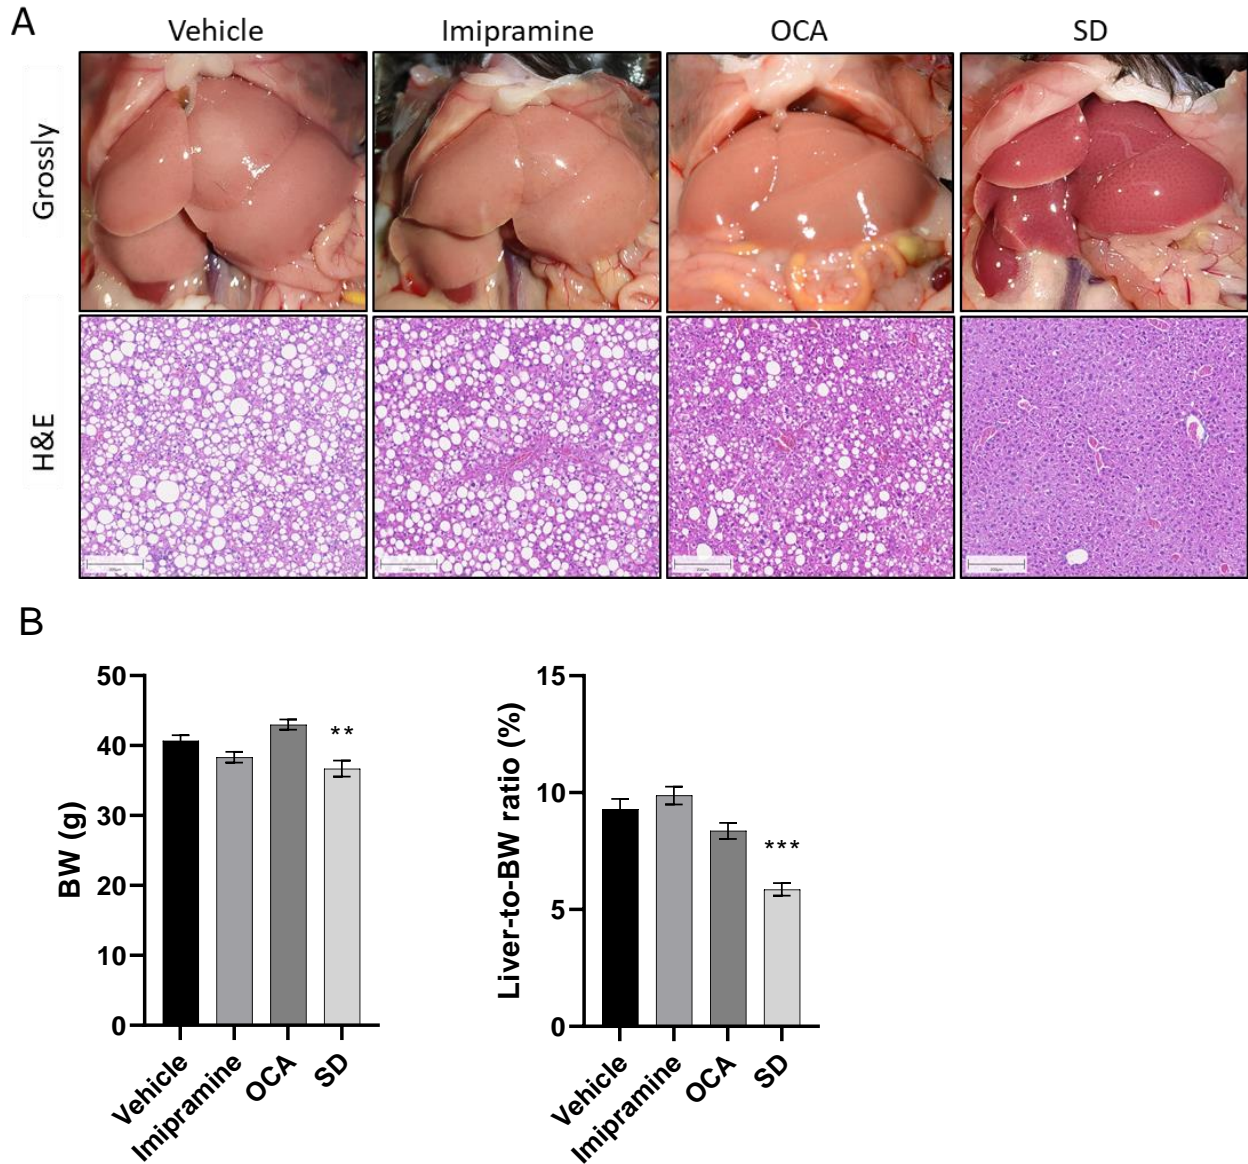 A
Vehicle
Imipramine
OCA
SD
Grossly
H&E
B
BW (g)
50
40
30
20
10
0
**
Vehicle
Imipramine
OCA
SD
Liver-to-BW ratio (%)
15
10
5
0
***
Vehicle
Imipramine
OCA
SD